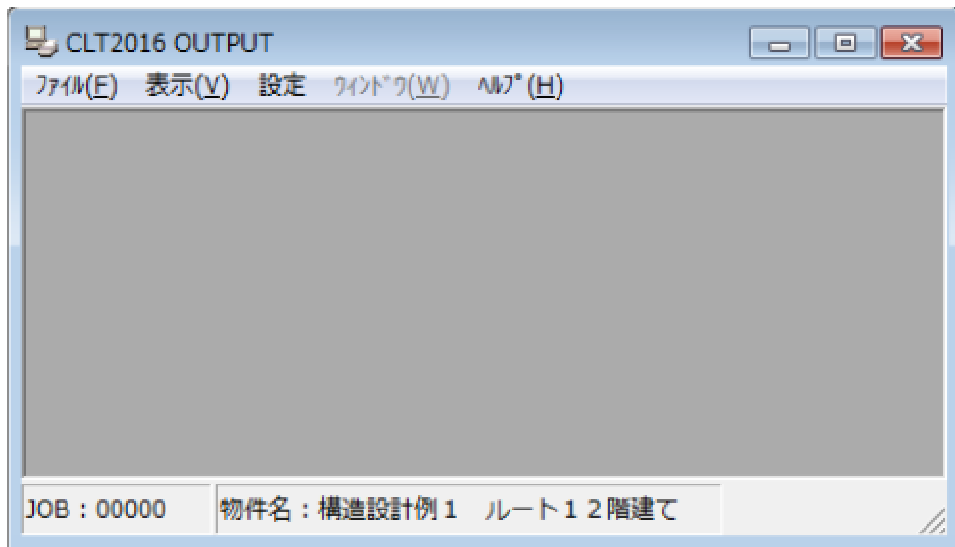 CLT2016 OUTPUT
ﾌｧｲﾙ(F) 表示(V) 設定 ｳｨﾝﾄﾞｳ(W) ﾍﾙﾌﾟ(H)
JOB : 00000 物件名 : 構造設計例１　ルート１２階建て